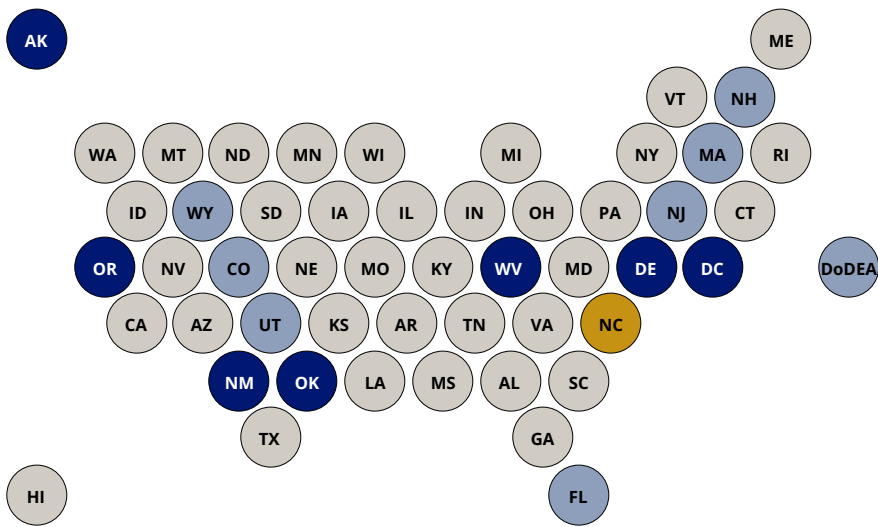 AK ME
VT NH
WA MT ND MN WI MI NY MA RI
ID WY SD IA IL IN OH PA NJ CT
OR NV CO NE MO KY WV MD DE DC DoDEA
CA AZ UT KS AR TN VA NC
NM OK LA MS AL SC
TX GA
HI FL